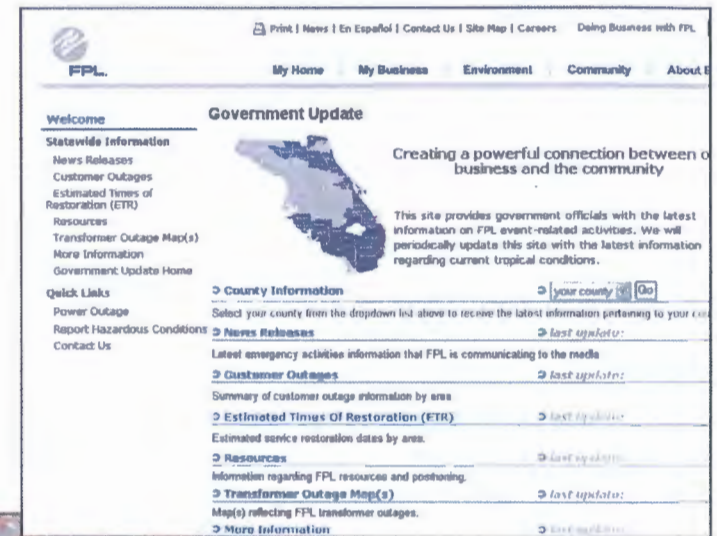 Print | News | En Español | Contact Us | Site Map | Careers Doing Business with FPL
FPL.
My Home My Business Environment Community About
Welcome
Statewide Information
News Releases
Customer Outages
Estimated Times of
Restoration (ETR)
Resources
Transformer Outage Map(s)
More Information
Government Update Home
Quick Links
Power Outage
Report Hazardous Conditions
Contact Us
Government Update
Creating a powerful connection between
business and the community
This site provides government officials with the latest
information on FPL event-related activities. We will
periodically update this site with the latest information
regarding current tropical conditions.
County Information your county Go
Select your county from the dropdown list above to receive the latest information pertaining to your
News Releases last update:
Latest emergency activities information that FPL is communicating to the media
Customer Outages last update:
Summary of customer outage information by area
Estimated Times Of Restoration (ETR) last update:
Estimated service restoration dates by area.
Resources last update:
Information regarding FPL resources and positioning.
Transformer Outage Map(s) last update:
Map(s) reflecting FPL transformer outages.
More Information last update: